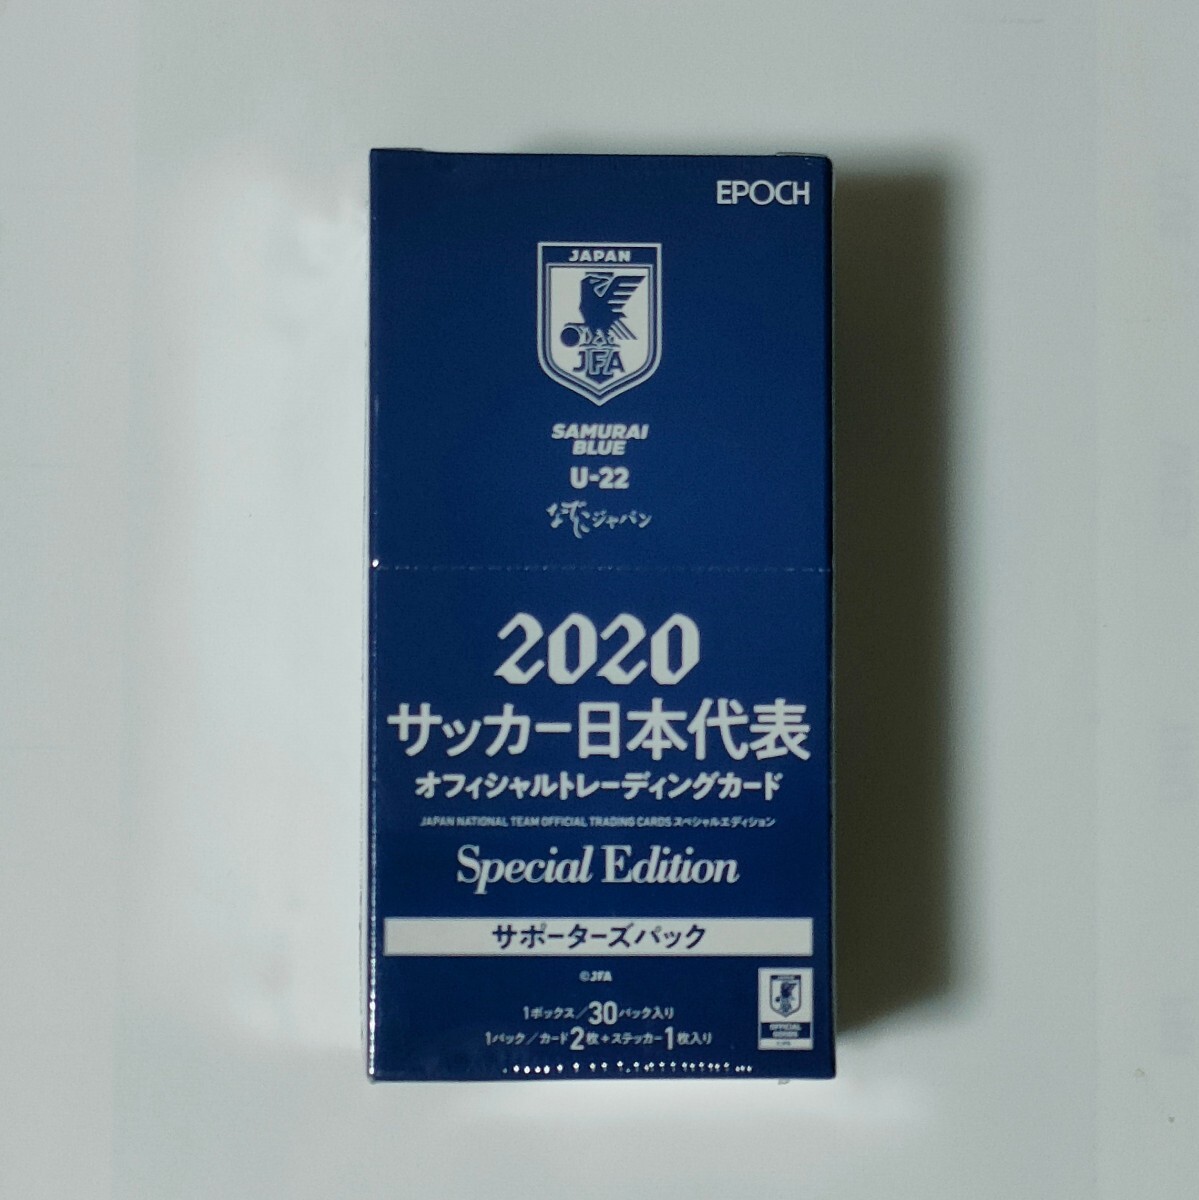 EPOCH
JAPAN
JFA
SAMURAI
BLUE
U-22
なでしこジャパン
2020
サッカー日本代表
オフィシャルトレーディングカード
JAPAN NATIONAL TEAM OFFICIAL TRADING CARDS スペシャルエディション
Special Edition
サポーターズパック
©JFA
1ボックス/30パック入り
1パック/カード2枚+ステッカー1枚入り
JAPAN
OFFICIAL
GOODS